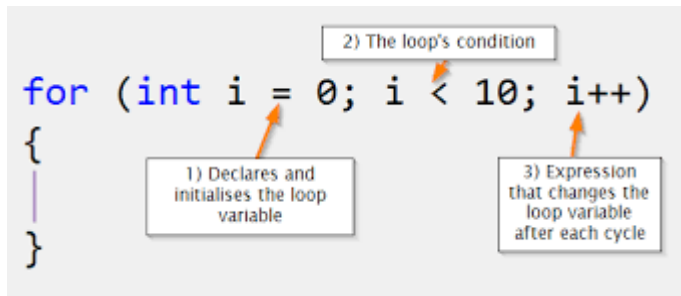 2) The loop's condition
for (int i = 0; i < 10; i++)
{
1) Declares and
initialises the loop
variable
3) Expression
that changes the
loop variable
after each cycle
}